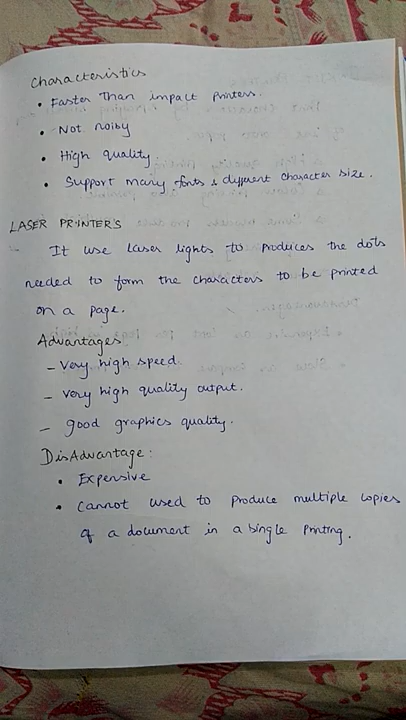 Characteristics
• Faster Than impact printers.
• Not noisy
• High quality
• Support many fonts & different character size.
LASER PRINTER'S
It use laser lights to produces the dots
needed to form the characters to be printed
on a page.
Advantages:
- Very high speed.
- very high quality output.
- good graphics quality.
DisAdvantage:
• Expensive
• Cannot used to produce multiple copies
of a document in a single printing.